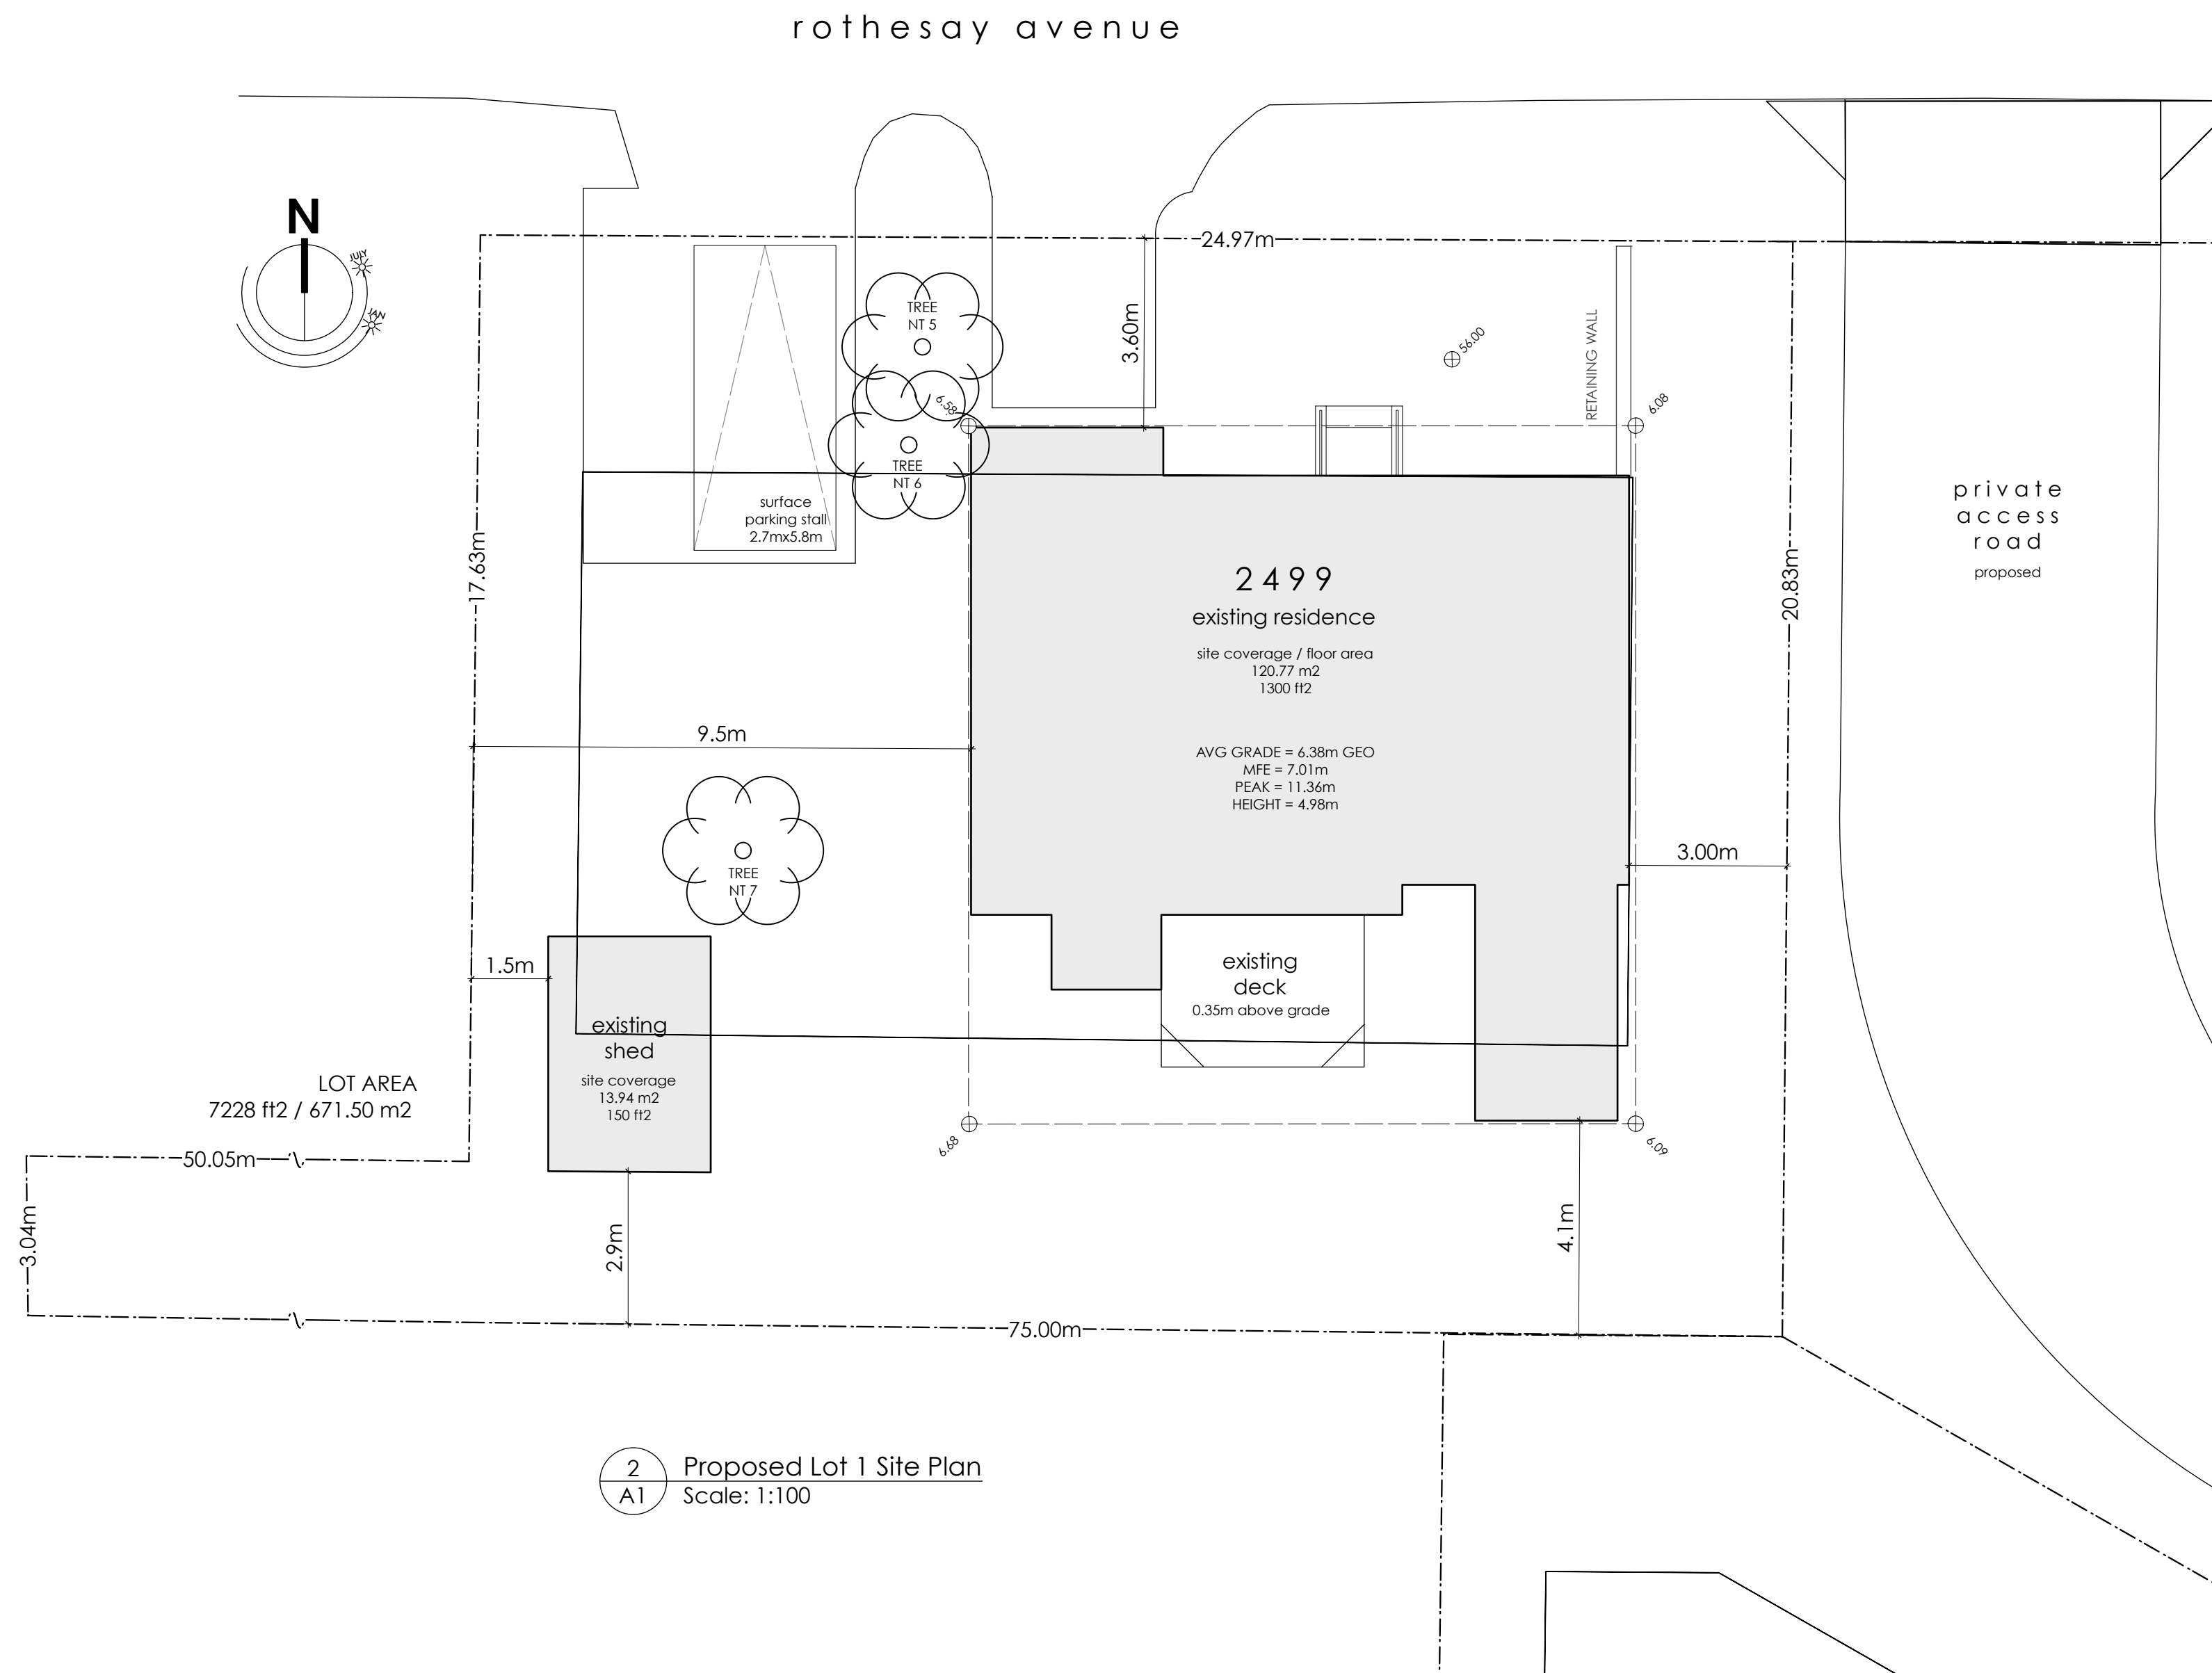 rothesay avenue
N
JULY
JAN
24.97m
TREE
NT 5
3.60m
56.00
RETAINING WALL
6.58
6.08
TREE
NT 6
surface
parking stall
2.7mx5.8m
17.63m
20.83m
private
access
road
proposed
2499
existing residence
site coverage / floor area
120.77 m2
1300 ft2
9.5m
AVG GRADE = 6.38m GEO
MFE = 7.01m
PEAK = 11.36m
HEIGHT = 4.98m
3.00m
TREE
NT 7
1.5m
existing
deck
0.35m above grade
existing
shed
site coverage
13.94 m2
150 ft2
LOT AREA
7228 ft2 / 671.50 m2
6.68
6.09
50.05m
3.04m
2.9m
4.1m
75.00m
2
A1
Proposed Lot 1 Site Plan
Scale: 1:100